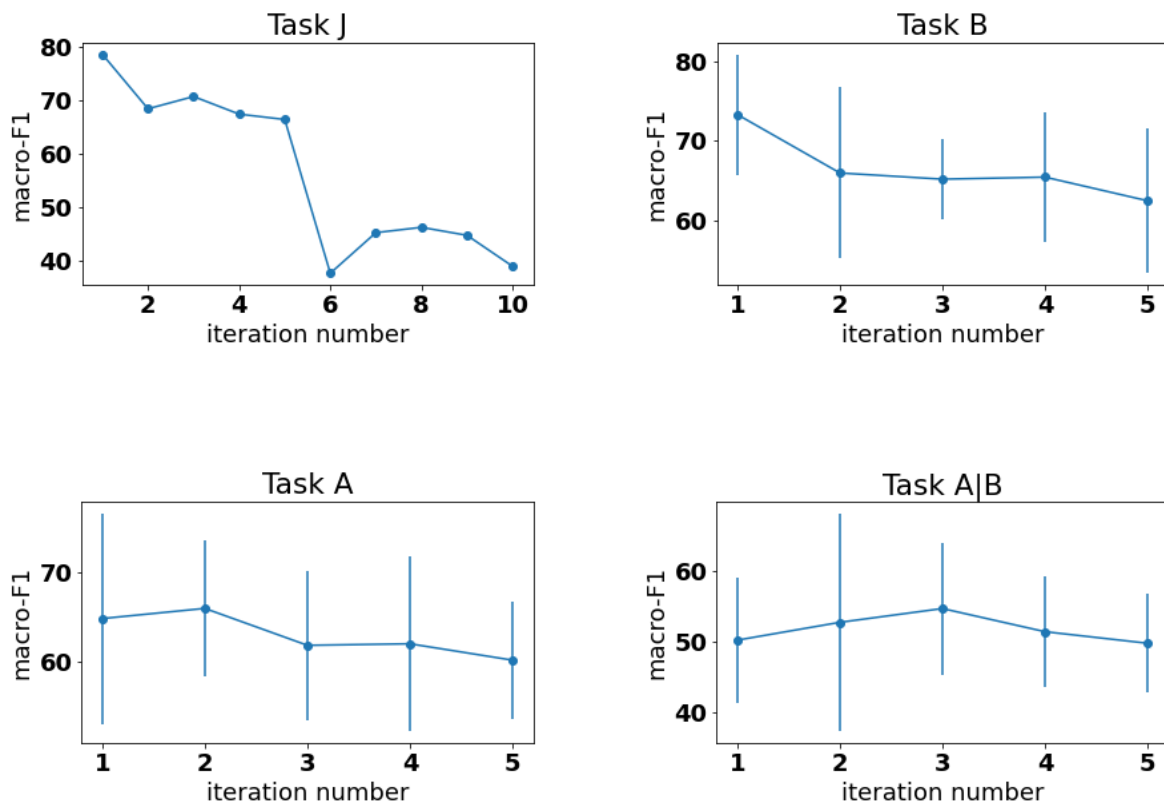 Task J
macro-F1
80
70
60
50
40
2 4 6 8 10
iteration number
Task B
macro-F1
80
70
60
1 2 3 4 5
iteration number
Task A
macro-F1
70
60
1 2 3 4 5
iteration number
Task A|B
macro-F1
60
50
40
1 2 3 4 5
iteration number